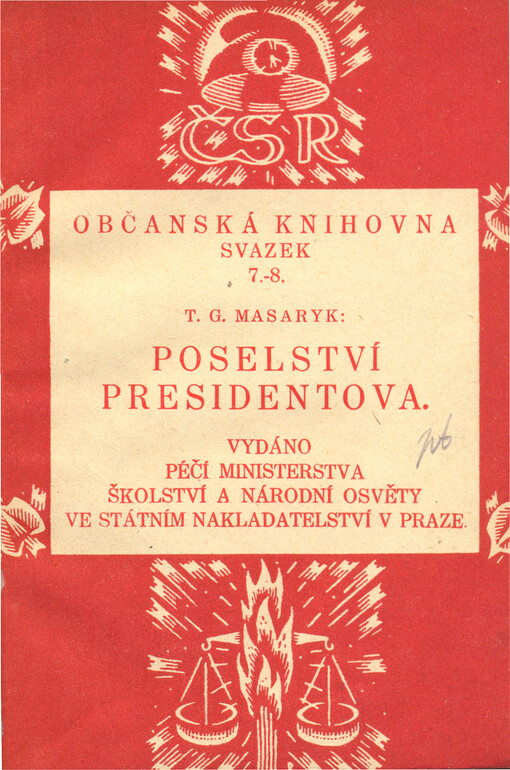 ČSR
OBČANSKÁ KNIHOVNA
SVAZEK
7.-8.
T. G. MASARYK:
POSELSTVÍ
PRESIDENTOVA.
VYDÁNO
PÉČÍ MINISTERSTVA
ŠKOLSTVÍ A NÁRODNÍ OSVĚTY
VE STÁTNÍM NAKLADATELSTVÍ V PRAZE.